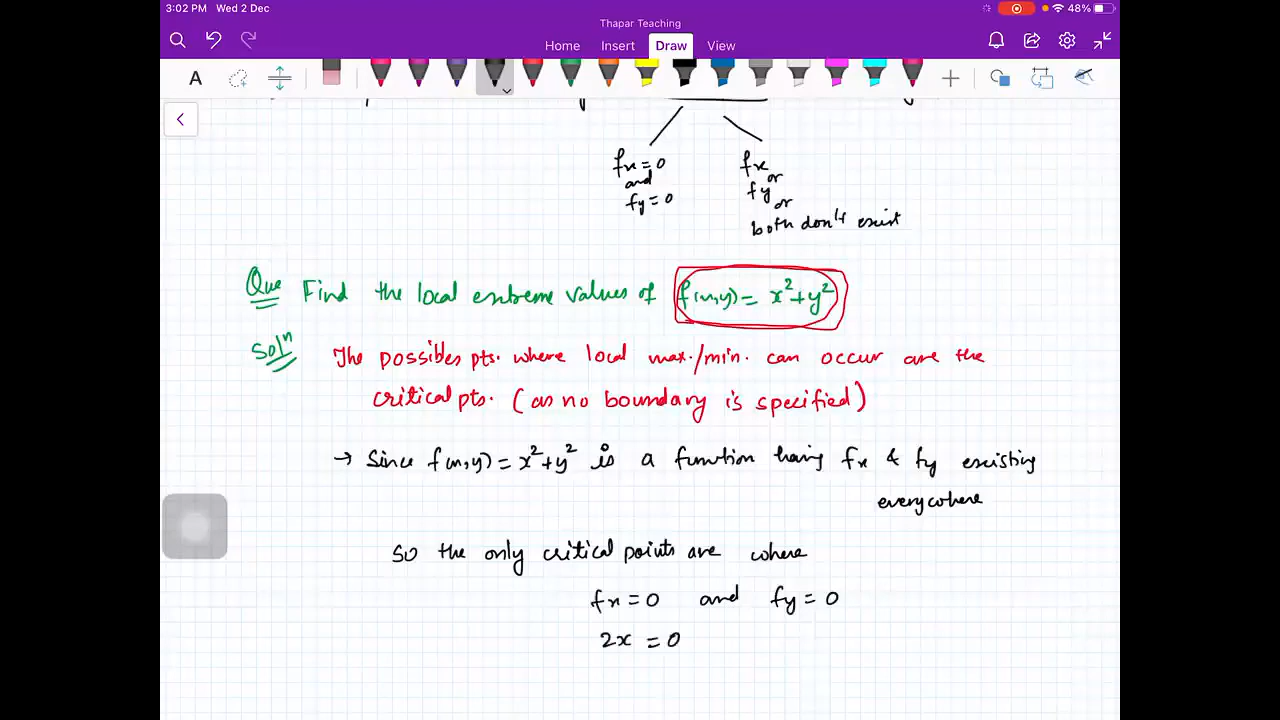 3:02 PM Wed 2 Dec
48%
Thapar Teaching
Home Insert Draw View
A
fx = 0
and
fy = 0
fx
or
fy
or
both don't exist
Que Find the local extreme values of f(x,y) = x² + y²
Solⁿ The possibles pts. where local max./min. can occur are the
critical pts. (as no boundary is specified)
→ Since f(x,y) = x² + y² is a function having fx & fy existing
everywhere
So the only critical points are where
fx = 0 and fy = 0
2x = 0